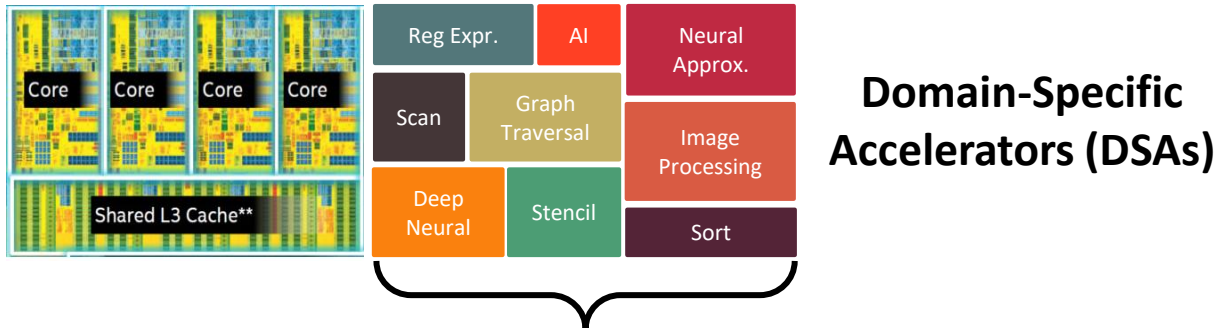 Core
Core
Core
Core
Shared L3 Cache**
Reg Expr.
AI
Neural
Approx.
Scan
Graph
Traversal
Image
Processing
Deep
Neural
Stencil
Sort
Domain-Specific
Accelerators (DSAs)